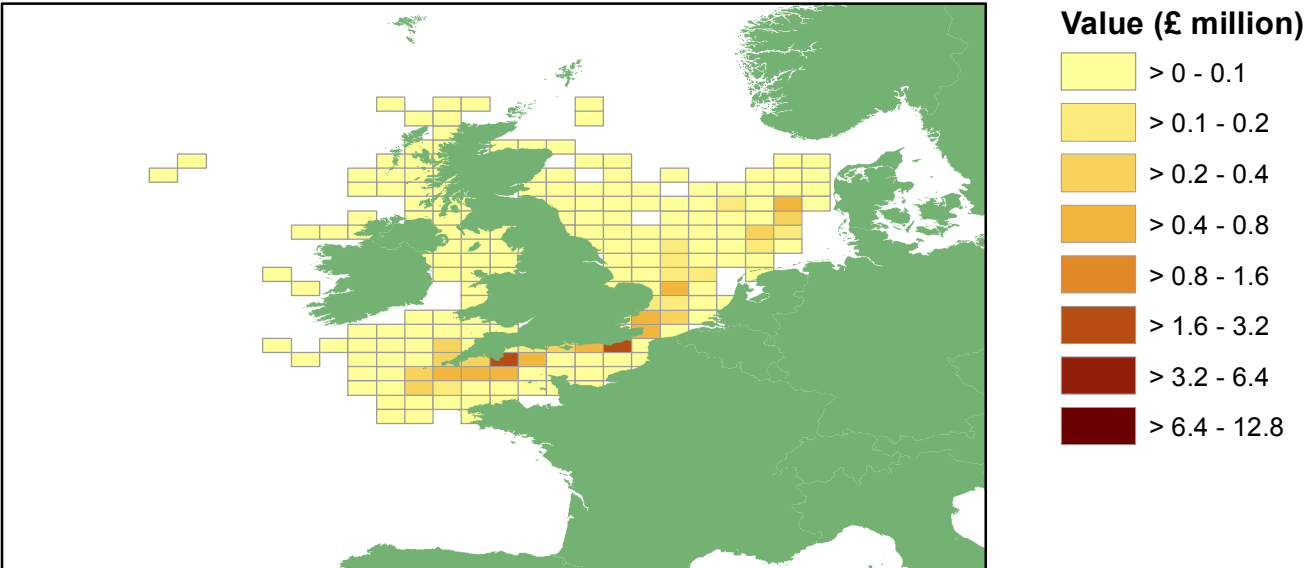 Value (£ million)
> 0 - 0.1
> 0.1 - 0.2
> 0.2 - 0.4
> 0.4 - 0.8
> 0.8 - 1.6
> 1.6 - 3.2
> 3.2 - 6.4
> 6.4 - 12.8